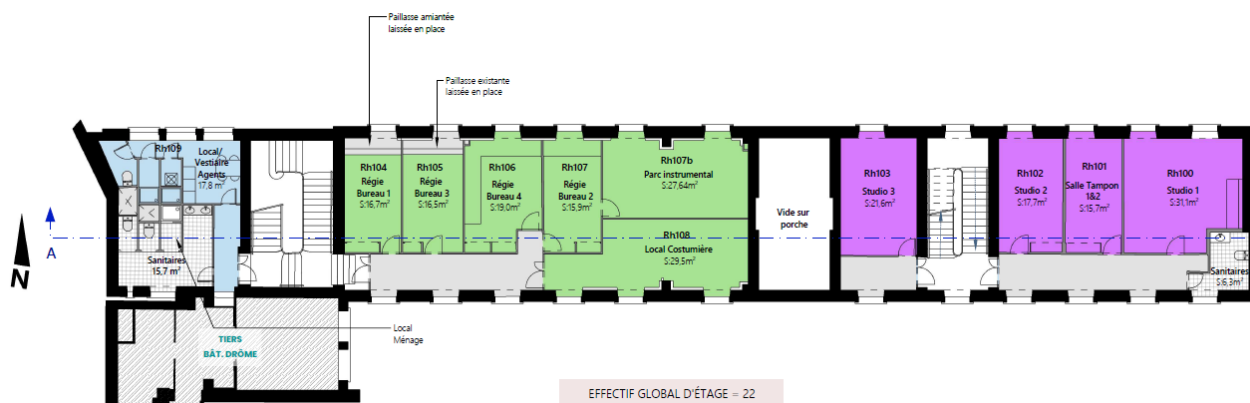 Paillasse amiantée
laissée en place
Paillasse existante
laissée en place
Rh109
Local/
Vestiaire
Agents
17,8 m²
Rh104
Régie
Bureau 1
S:16,7m²
Rh105
Régie
Bureau 3
S:16,5m²
Rh106
Régie
Bureau 4
S:19,0m²
Rh107
Régie
Bureau 2
S:15,9m²
Rh107b
Parc instrumental
S:27,64m²
Rh108
Local Costumière
S:29,5m²
Vide sur
porche
Rh103
Studio 3
S:21,6m²
Rh102
Studio 2
S:17,7m²
Rh101
Salle Tampon
1&2
S:15,7m²
Rh100
Studio 1
S:31,1m²
A
N
Sanitaires
15,7 m²
Sanitaires
S:6,3m²
Local
Ménage
TIERS
BÂT. DRÔME
EFFECTIF GLOBAL D'ÉTAGE = 22